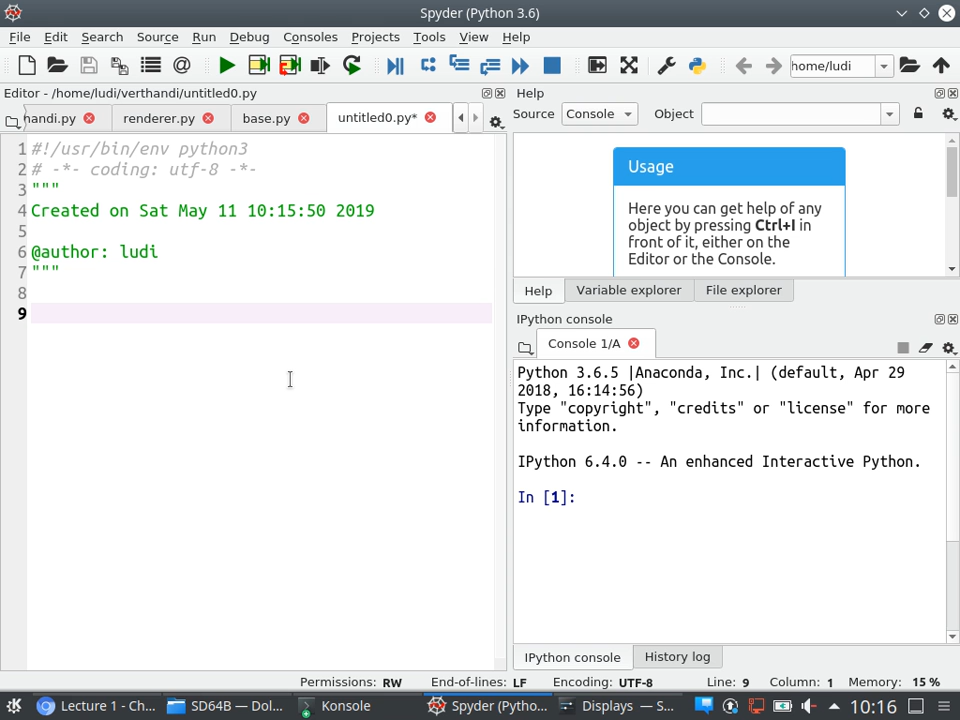 Spyder (Python 3.6)
File Edit Search Source Run Debug Consoles Projects Tools View Help
home/ludi
Editor - /home/ludi/verthandi/untitled0.py
handi.py renderer.py base.py untitled0.py*
1 #!/usr/bin/env python3
2 # -*- coding: utf-8 -*-
3 """
4 Created on Sat May 11 10:15:50 2019
5
6 @author: ludi
7 """
8
9
Help
Source Console Object
Usage
Here you can get help of any
object by pressing Ctrl+I in
front of it, either on the
Editor or the Console.
Help Variable explorer File explorer
IPython console
Console 1/A
Python 3.6.5 |Anaconda, Inc.| (default, Apr 29
2018, 16:14:56)
Type "copyright", "credits" or "license" for more
information.
IPython 6.4.0 -- An enhanced Interactive Python.
In [1]:
IPython console History log
Permissions: RW End-of-lines: LF Encoding: UTF-8 Line: 9 Column: 1 Memory: 15 %
Lecture 1 - Ch... SD64B — Dol... Konsole Spyder (Pytho... Displays — S... 10:16